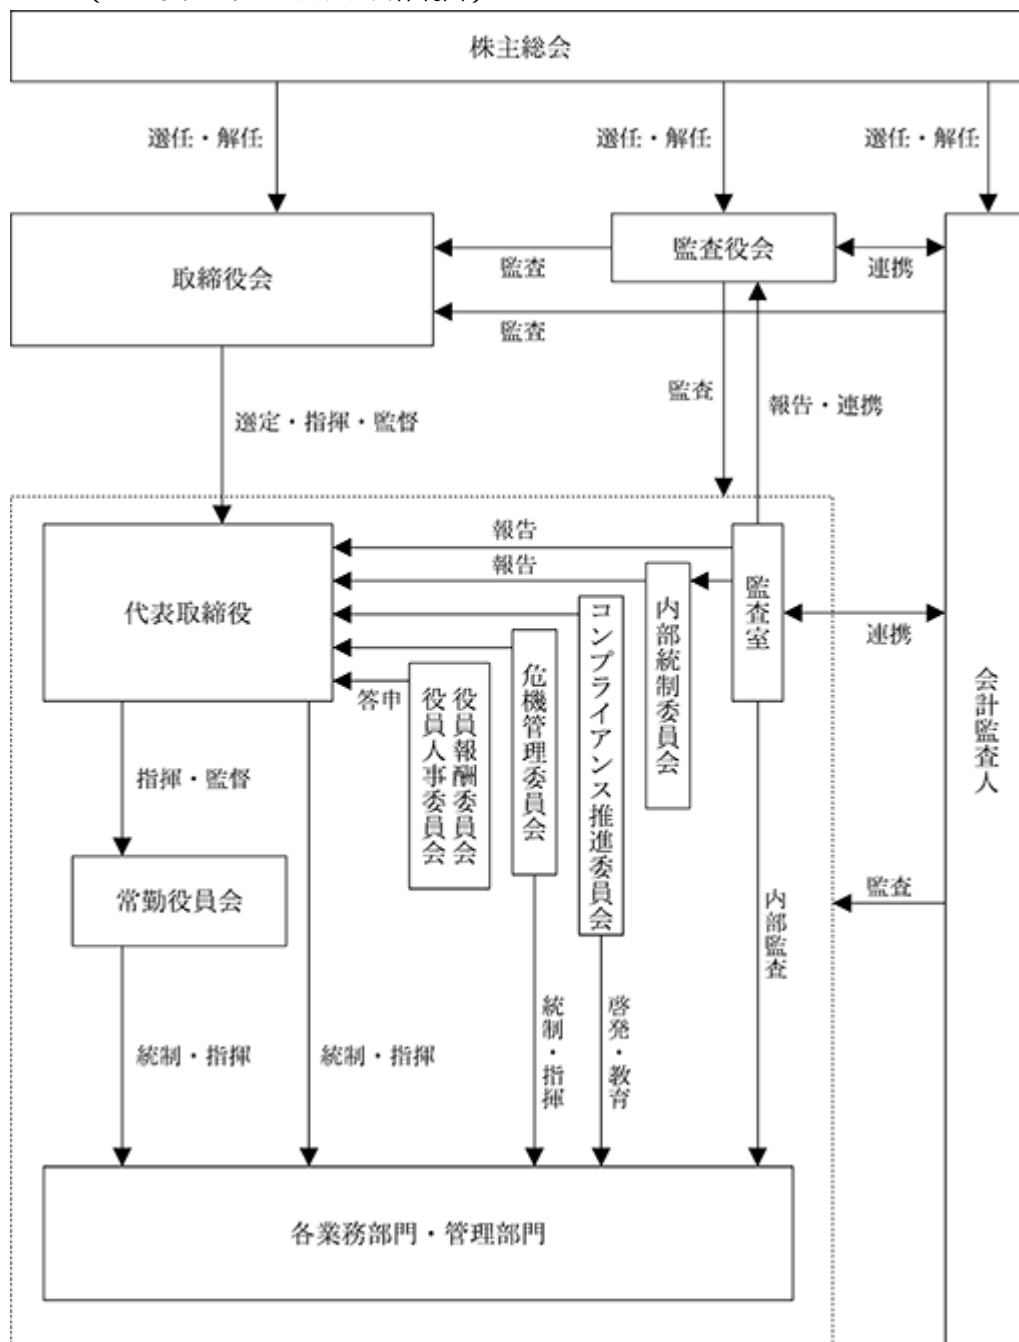 株主総会
選任・解任
選任・解任
選任・解任
取締役会
監査役会
監査
連携
監査
選定・指揮・監督
監査
報告・連携
代表取締役
報告
報告
答申
役員報酬委員会
役員人事委員会
危機管理委員会
コンプライアンス推進委員会
内部統制委員会
監査室
連携
会計監査人
指揮・監督
常勤役員会
監査
内部監査
統制・指揮
統制・指揮
統制・指揮
啓発・教育
各業務部門・管理部門